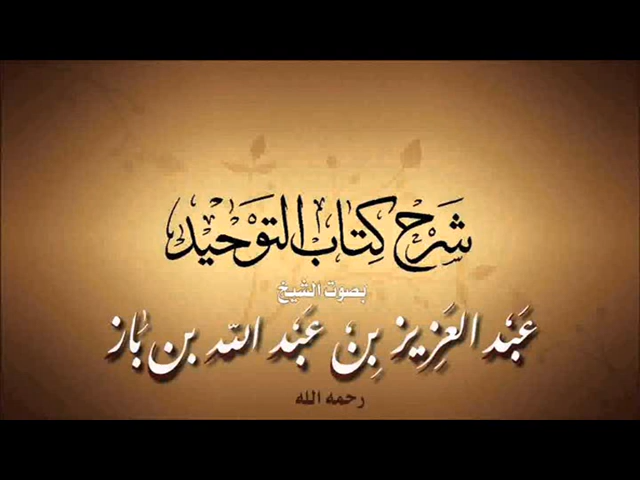 شرح كتاب التوحيد
بصوت الشيخ
عبد العزيز بن عبد الله بن باز
رحمه الله